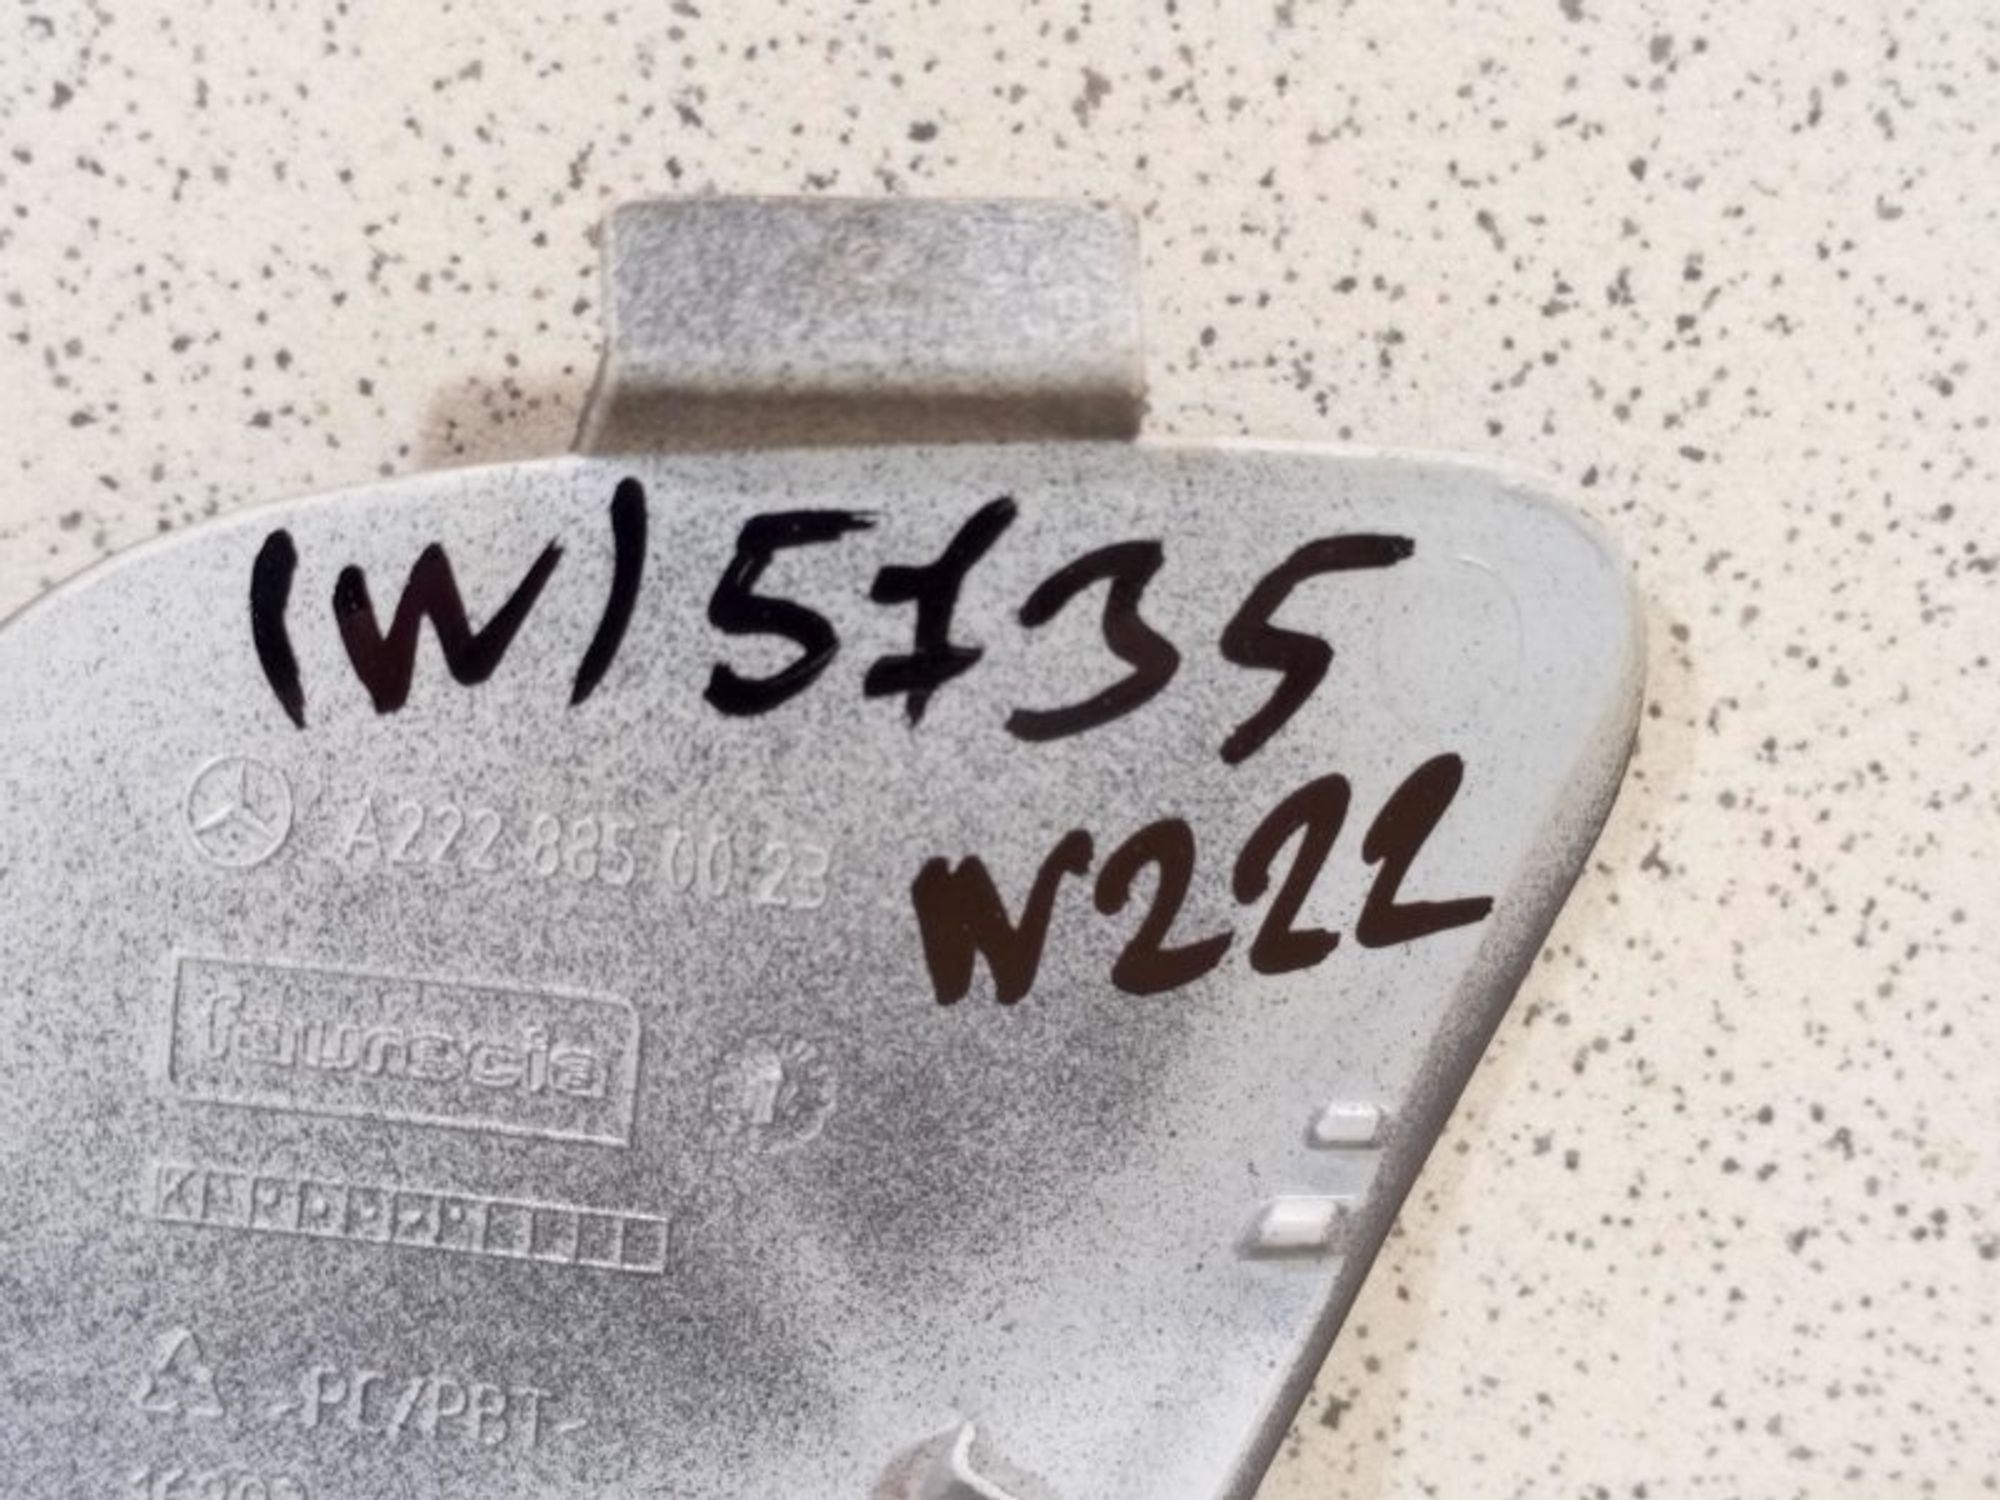 (W) 5735
W222
A222 885 00 23
faurecia
>PC/PBT<